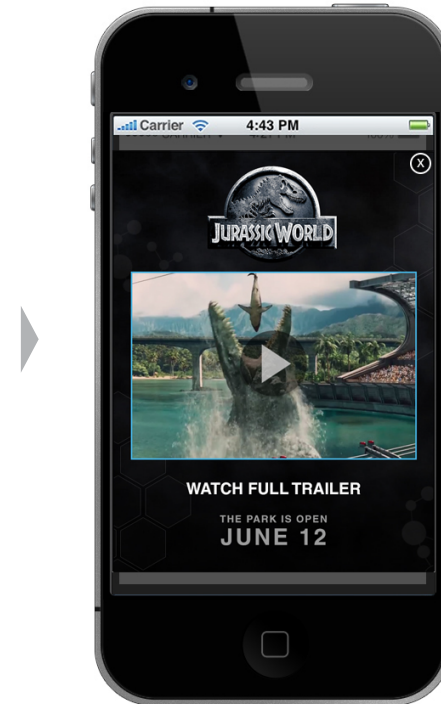 Carrier 4:43 PM
X
JURASSIC WORLD
WATCH FULL TRAILER
THE PARK IS OPEN
JUNE 12